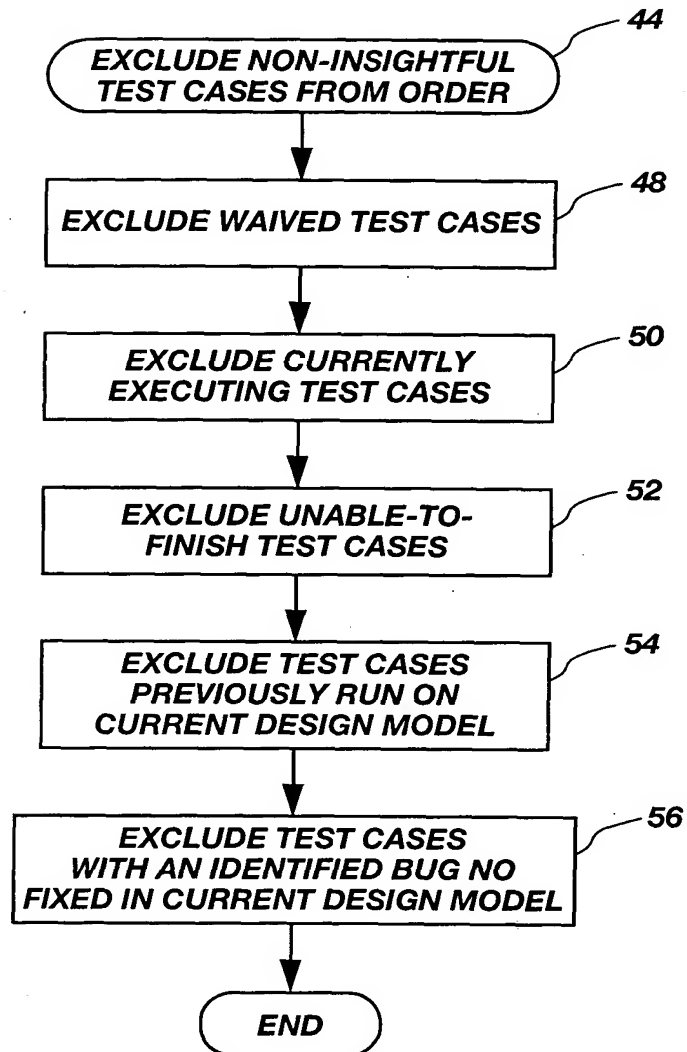 44
EXCLUDE NON-INSIGHTFUL
TEST CASES FROM ORDER
48
EXCLUDE WAIVED TEST CASES
50
EXCLUDE CURRENTLY
EXECUTING TEST CASES
52
EXCLUDE UNABLE-TO-
FINISH TEST CASES
54
EXCLUDE TEST CASES
PREVIOUSLY RUN ON
CURRENT DESIGN MODEL
56
EXCLUDE TEST CASES
WITH AN IDENTIFIED BUG NO
FIXED IN CURRENT DESIGN MODEL
END